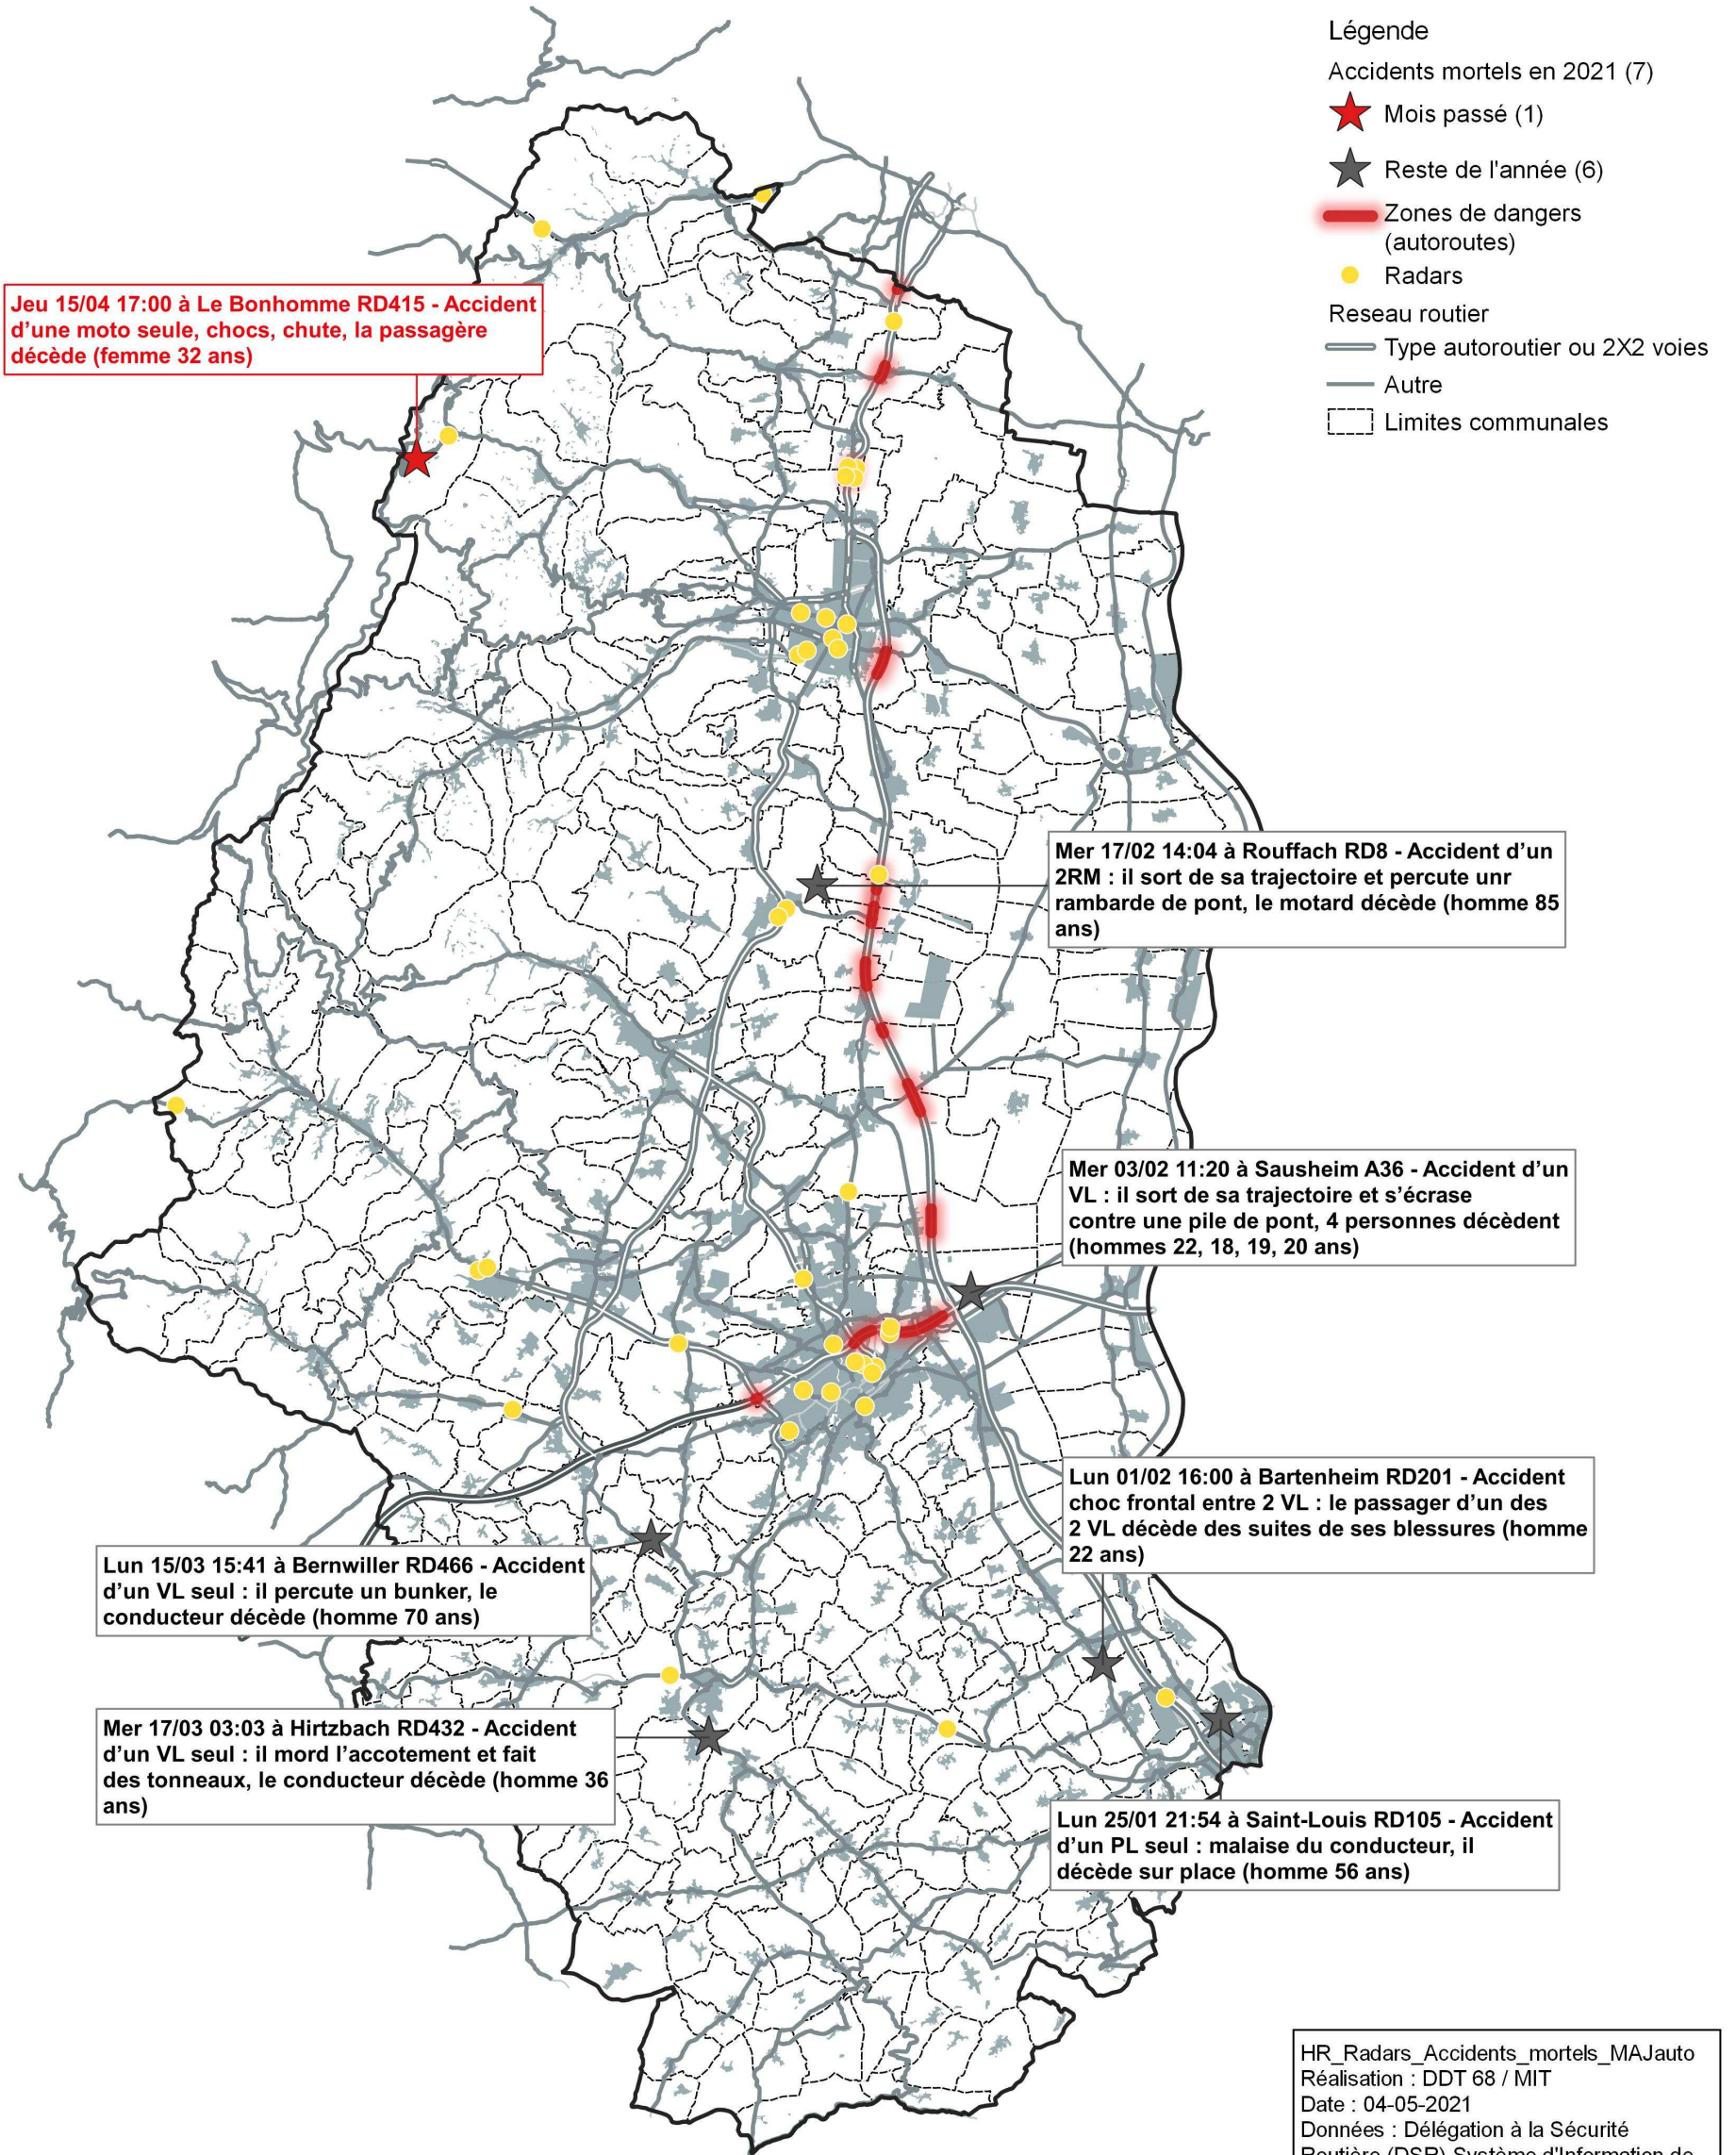 Légende
Accidents mortels en 2021 (7)
Mois passé (1)
Reste de l'année (6)
Zones de dangers
(autoroutes)
Radars
Reseau routier
Type autoroutier ou 2X2 voies
Autre
Limites communales
Jeu 15/04 17:00 à Le Bonhomme RD415 - Accident
d’une moto seule, chocs, chute, la passagère
décède (femme 32 ans)
Mer 17/02 14:04 à Rouffach RD8 - Accident d’un
2RM : il sort de sa trajectoire et percute unr
rambarde de pont, le motard décède (homme 85
ans)
Mer 03/02 11:20 à Sausheim A36 - Accident d’un
VL : il sort de sa trajectoire et s’écrase
contre une pile de pont, 4 personnes décèdent
(hommes 22, 18, 19, 20 ans)
Lun 01/02 16:00 à Bartenheim RD201 - Accident
choc frontal entre 2 VL : le passager d’un des
2 VL décède des suites de ses blessures (homme
22 ans)
Lun 15/03 15:41 à Bernwiller RD466 - Accident
d’un VL seul : il percute un bunker, le
conducteur décède (homme 70 ans)
Mer 17/03 03:03 à Hirtzbach RD432 - Accident
d’un VL seul : il mord l’accotement et fait
des tonneaux, le conducteur décède (homme 36
ans)
Lun 25/01 21:54 à Saint-Louis RD105 - Accident
d’un PL seul : malaise du conducteur, il
décède sur place (homme 56 ans)
HR_Radars_Accidents_mortels_MAJauto
Réalisation : DDT 68 / MIT
Date : 04-05-2021
Données : Délégation à la Sécurité
Routière (DSR) Système d'Information de